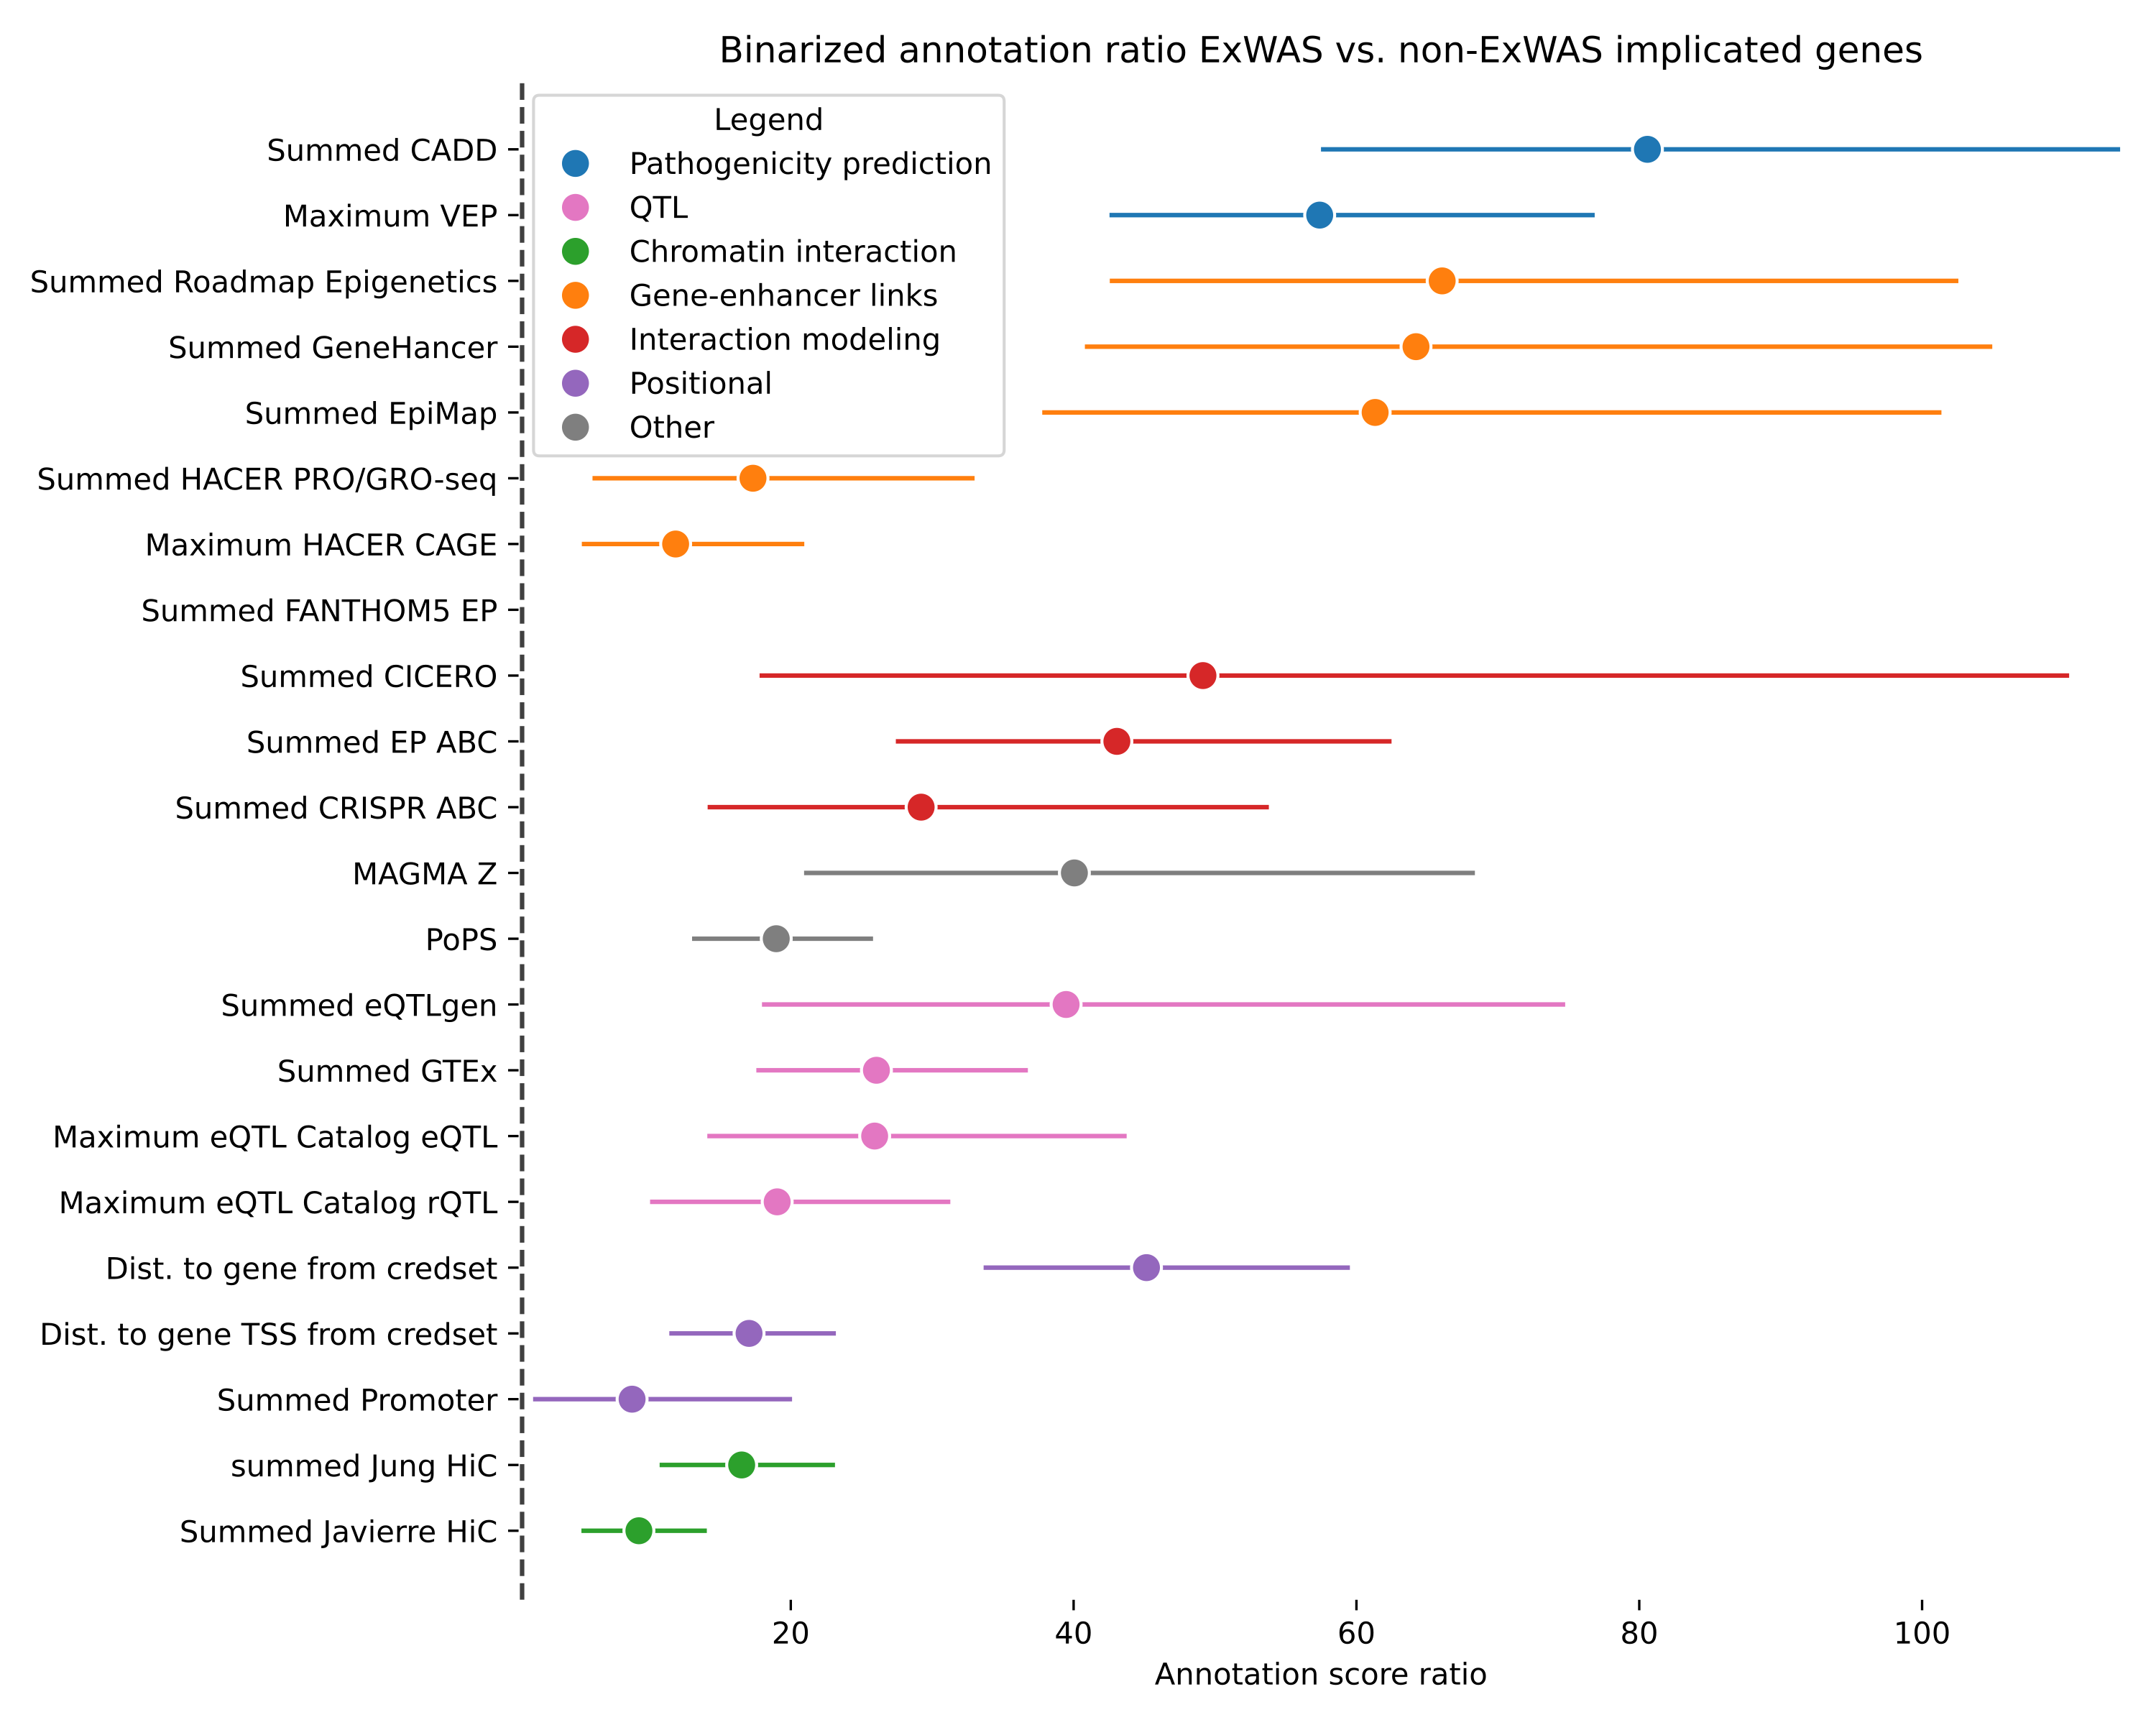 Binarized annotation ratio ExWAS vs. non-ExWAS implicated genes
Legend
Pathogenicity prediction
QTL
Chromatin interaction
Gene-enhancer links
Interaction modeling
Positional
Other
Summed CADD
Maximum VEP
Summed Roadmap Epigenetics
Summed GeneHancer
Summed EpiMap
Summed HACER PRO/GRO-seq
Maximum HACER CAGE
Summed FANTHOM5 EP
Summed CICERO
Summed EP ABC
Summed CRISPR ABC
MAGMA Z
PoPS
Summed eQTLgen
Summed GTEx
Maximum eQTL Catalog eQTL
Maximum eQTL Catalog rQTL
Dist. to gene from credset
Dist. to gene TSS from credset
Summed Promoter
summed Jung HiC
Summed Javierre HiC
20 40 60 80 100
Annotation score ratio